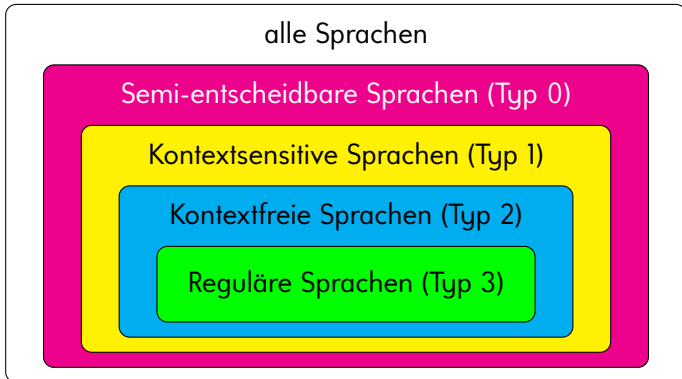 alle Sprachen
Semi-entscheidbare Sprachen (Typ 0)
Kontextsensitive Sprachen (Typ 1)
Kontextfreie Sprachen (Typ 2)
Reguläre Sprachen (Typ 3)